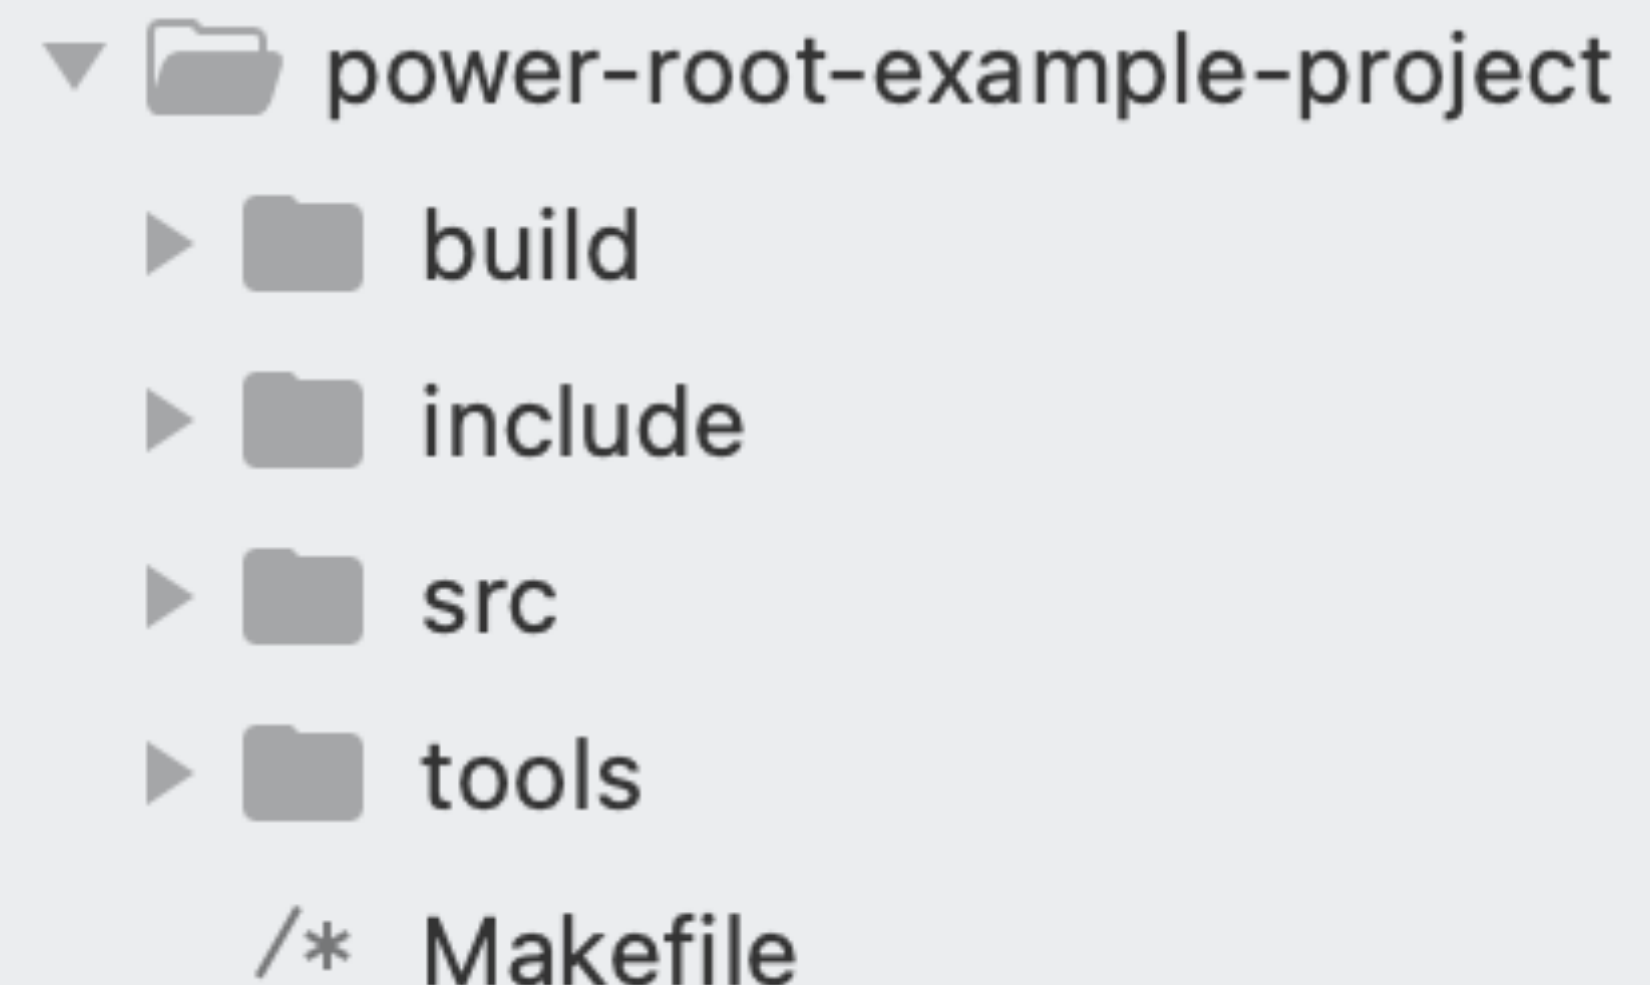 power-root-example-project
build
include
src
tools
/* Makefile